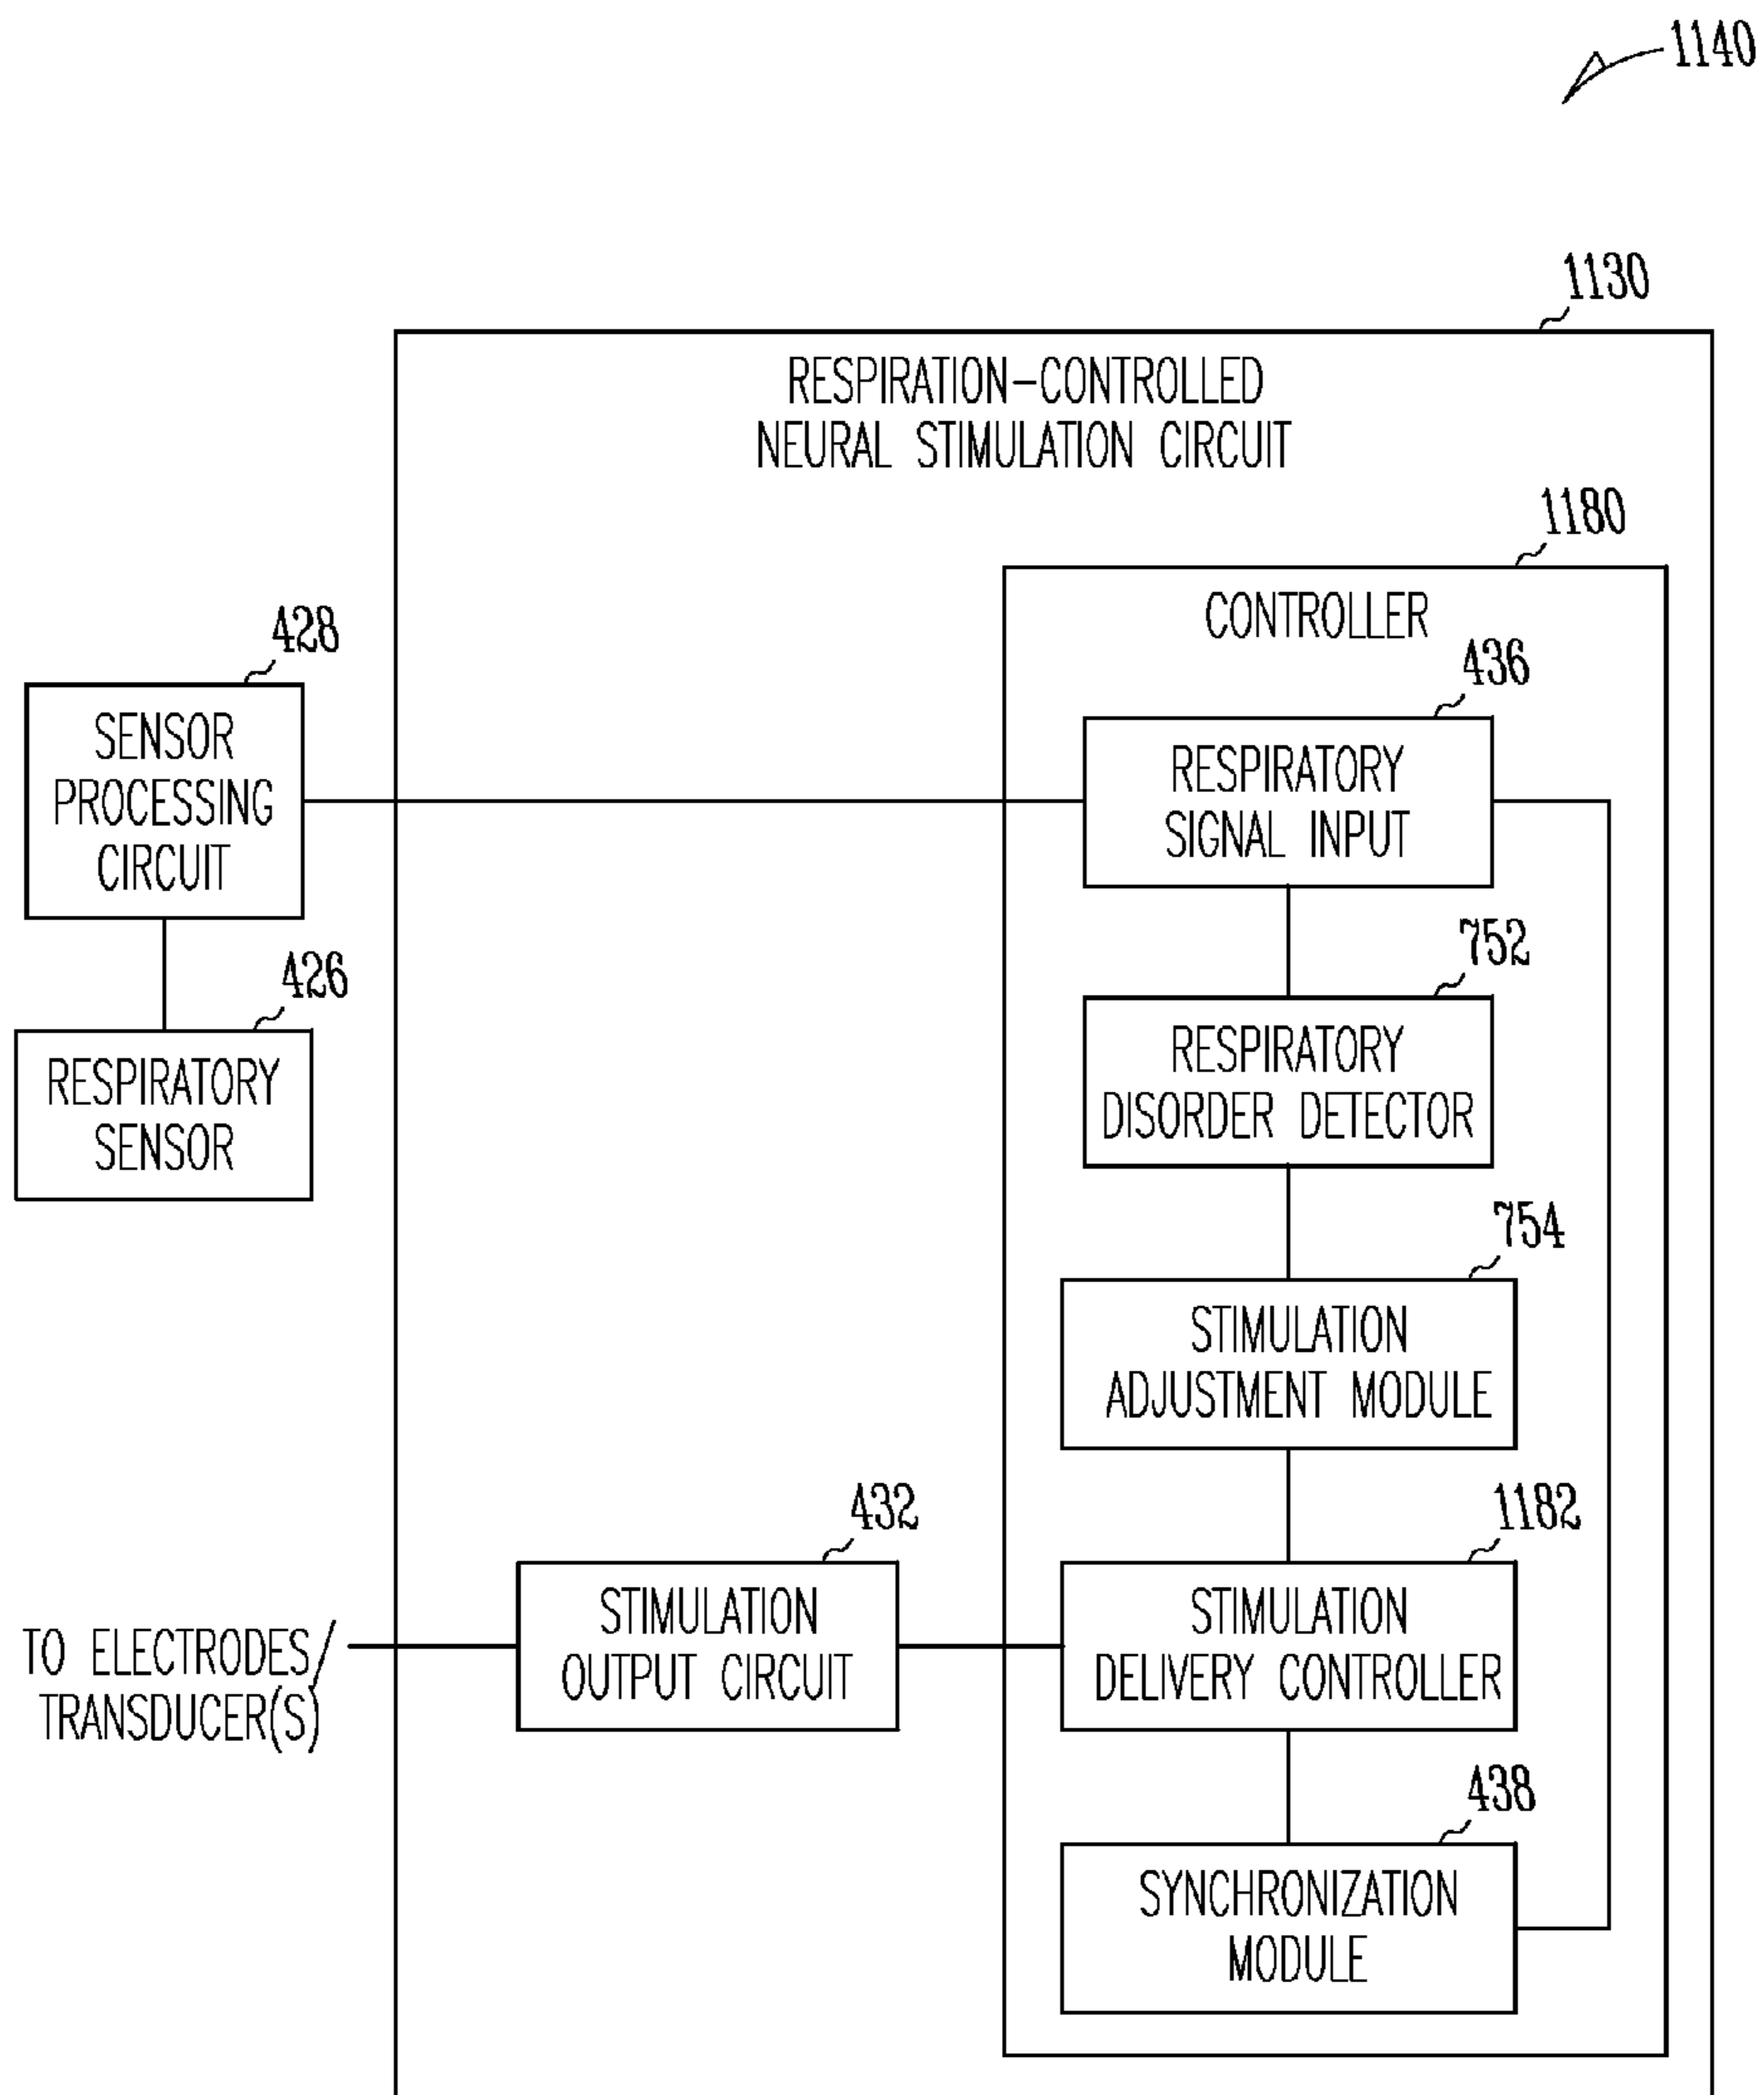 1140
1130
RESPIRATION-CONTROLLED
NEURAL STIMULATION CIRCUIT
1180
CONTROLLER
428
SENSOR
PROCESSING
CIRCUIT
436
RESPIRATORY
SIGNAL INPUT
426
RESPIRATORY
SENSOR
752
RESPIRATORY
DISORDER DETECTOR
754
STIMULATION
ADJUSTMENT MODULE
432
STIMULATION
OUTPUT CIRCUIT
1182
STIMULATION
DELIVERY CONTROLLER
TO ELECTRODES/
TRANSDUCER(S)
438
SYNCHRONIZATION
MODULE